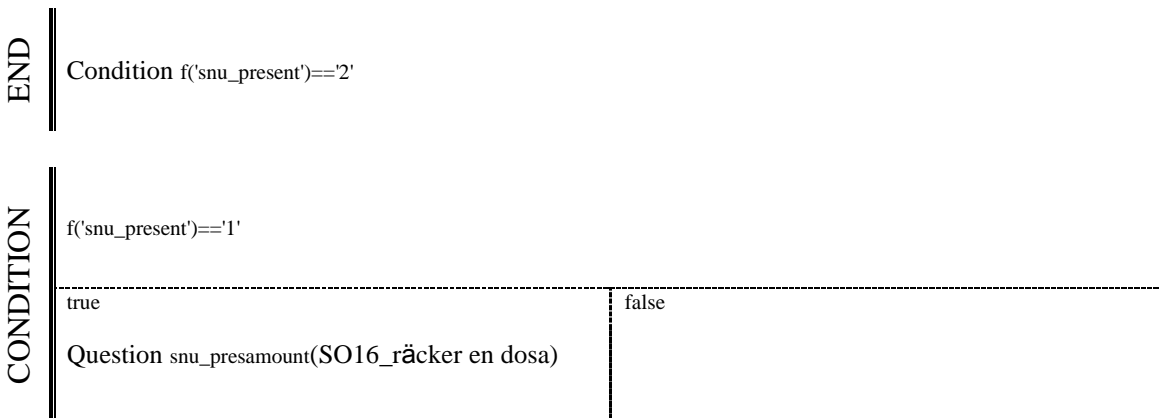 END
Condition f('snu_present')=='2'
CONDITION
f('snu_present')=='1'
true
false
Question snu_presamount(SO16_räcker en dosa)